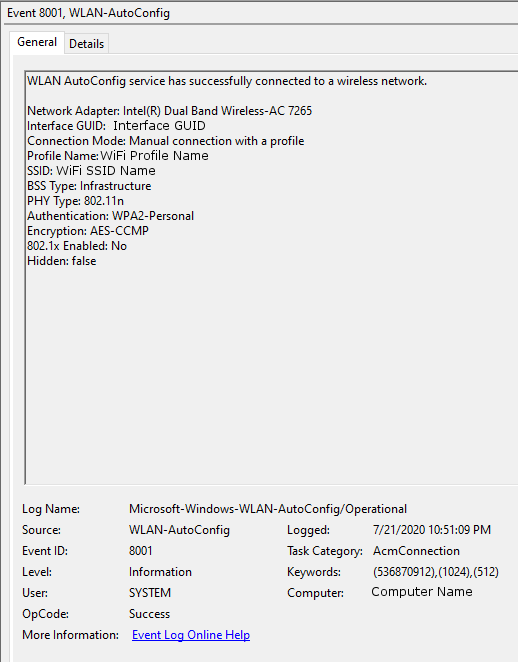 Event 8001, WLAN-AutoConfig
General Details
WLAN AutoConfig service has successfully connected to a wireless network.
Network Adapter: Intel(R) Dual Band Wireless-AC 7265
Interface GUID: Interface GUID
Connection Mode: Manual connection with a profile
Profile Name: WiFi Profile Name
SSID: WiFi SSID Name
BSS Type: Infrastructure
PHY Type: 802.11n
Authentication: WPA2-Personal
Encryption: AES-CCMP
802.1x Enabled: No
Hidden: false
Log Name: Microsoft-Windows-WLAN-AutoConfig/Operational
Source: WLAN-AutoConfig Logged: 7/21/2020 10:51:09 PM
Event ID: 8001 Task Category: AcmConnection
Level: Information Keywords: (536870912),(1024),(512)
User: SYSTEM Computer: Computer Name
OpCode: Success
More Information: Event Log Online Help